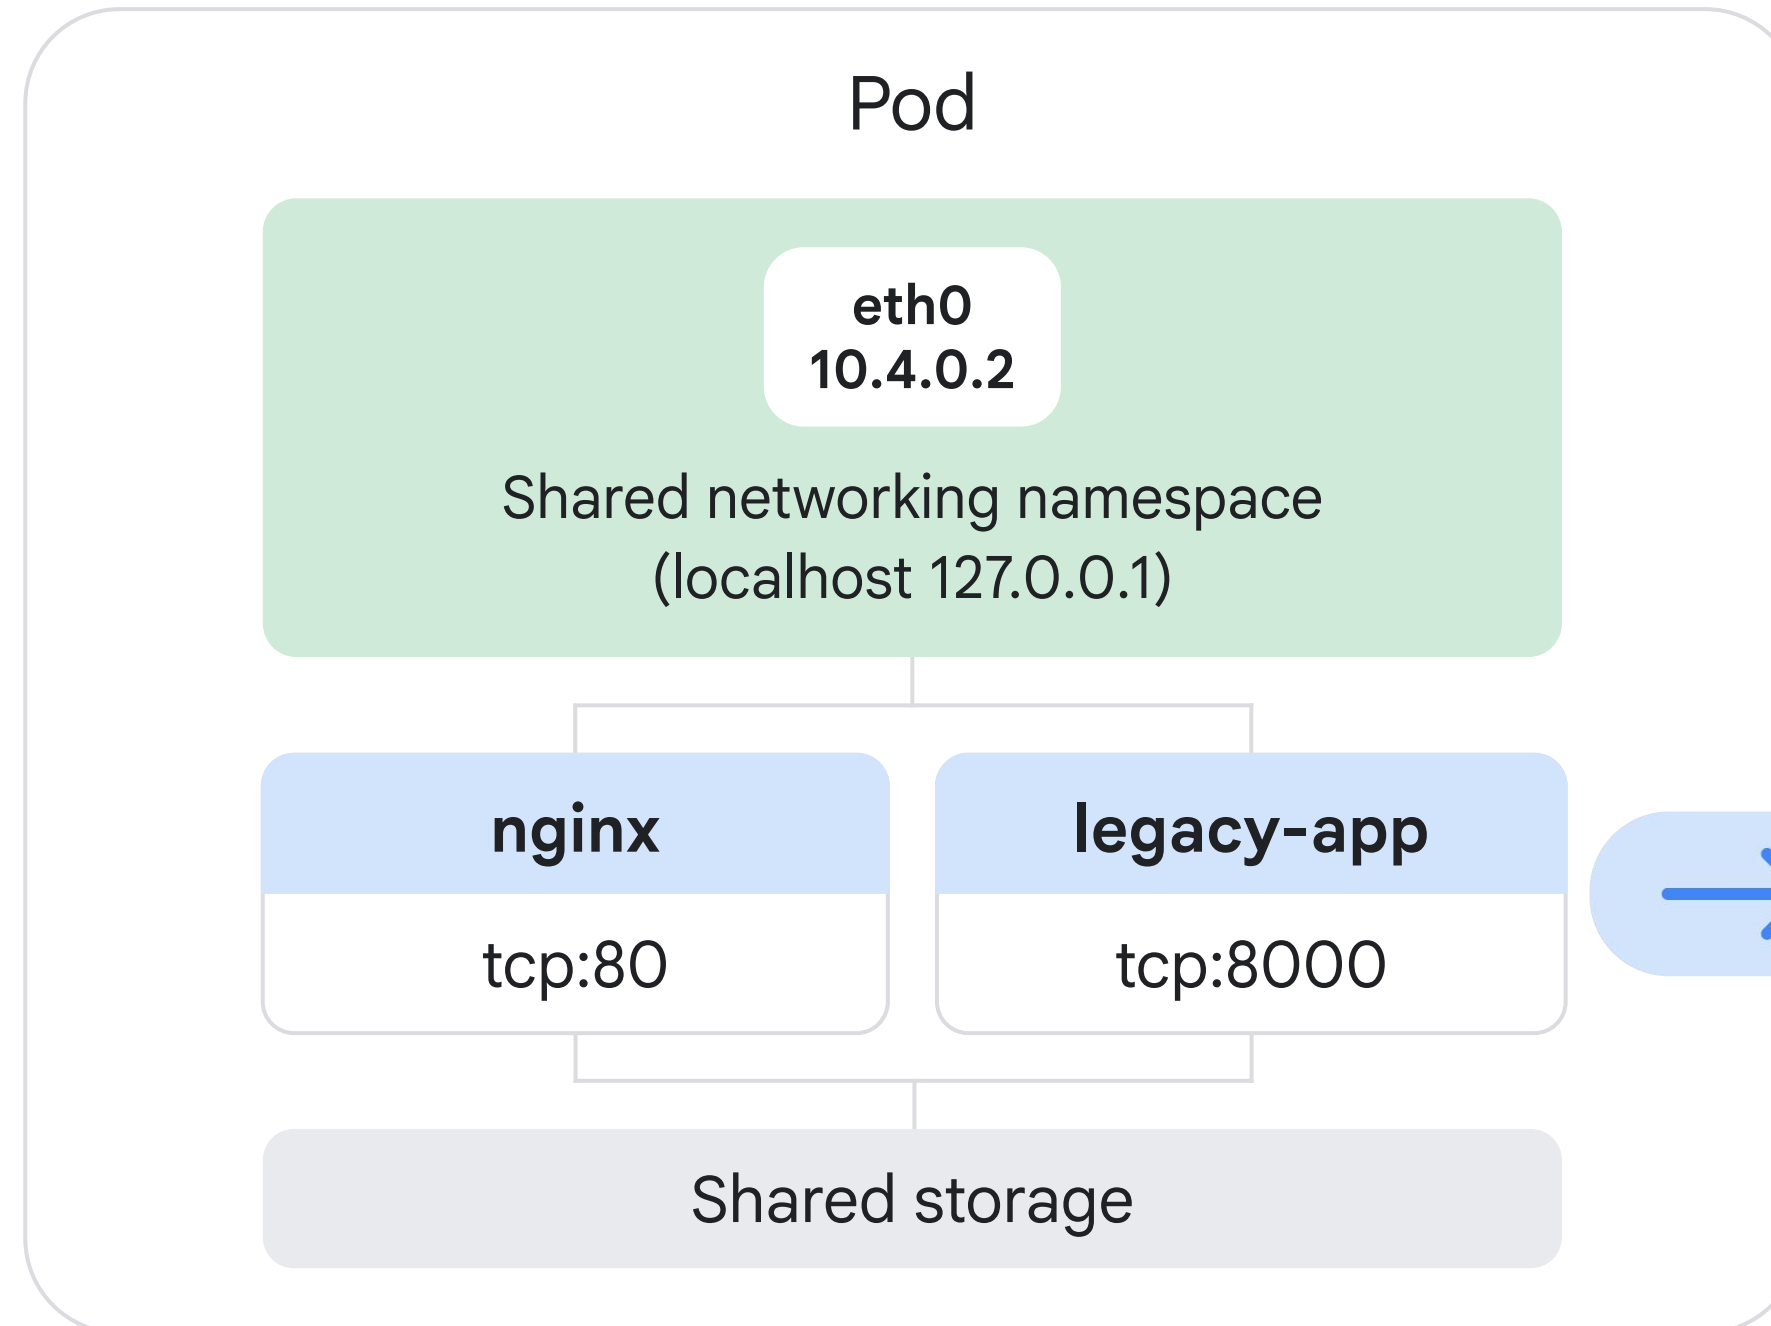 Pod
eth0
10.4.0.2
Shared networking namespace
(localhost 127.0.0.1)
nginx
legacy-app
tcp:80
tcp:8000
Shared storage